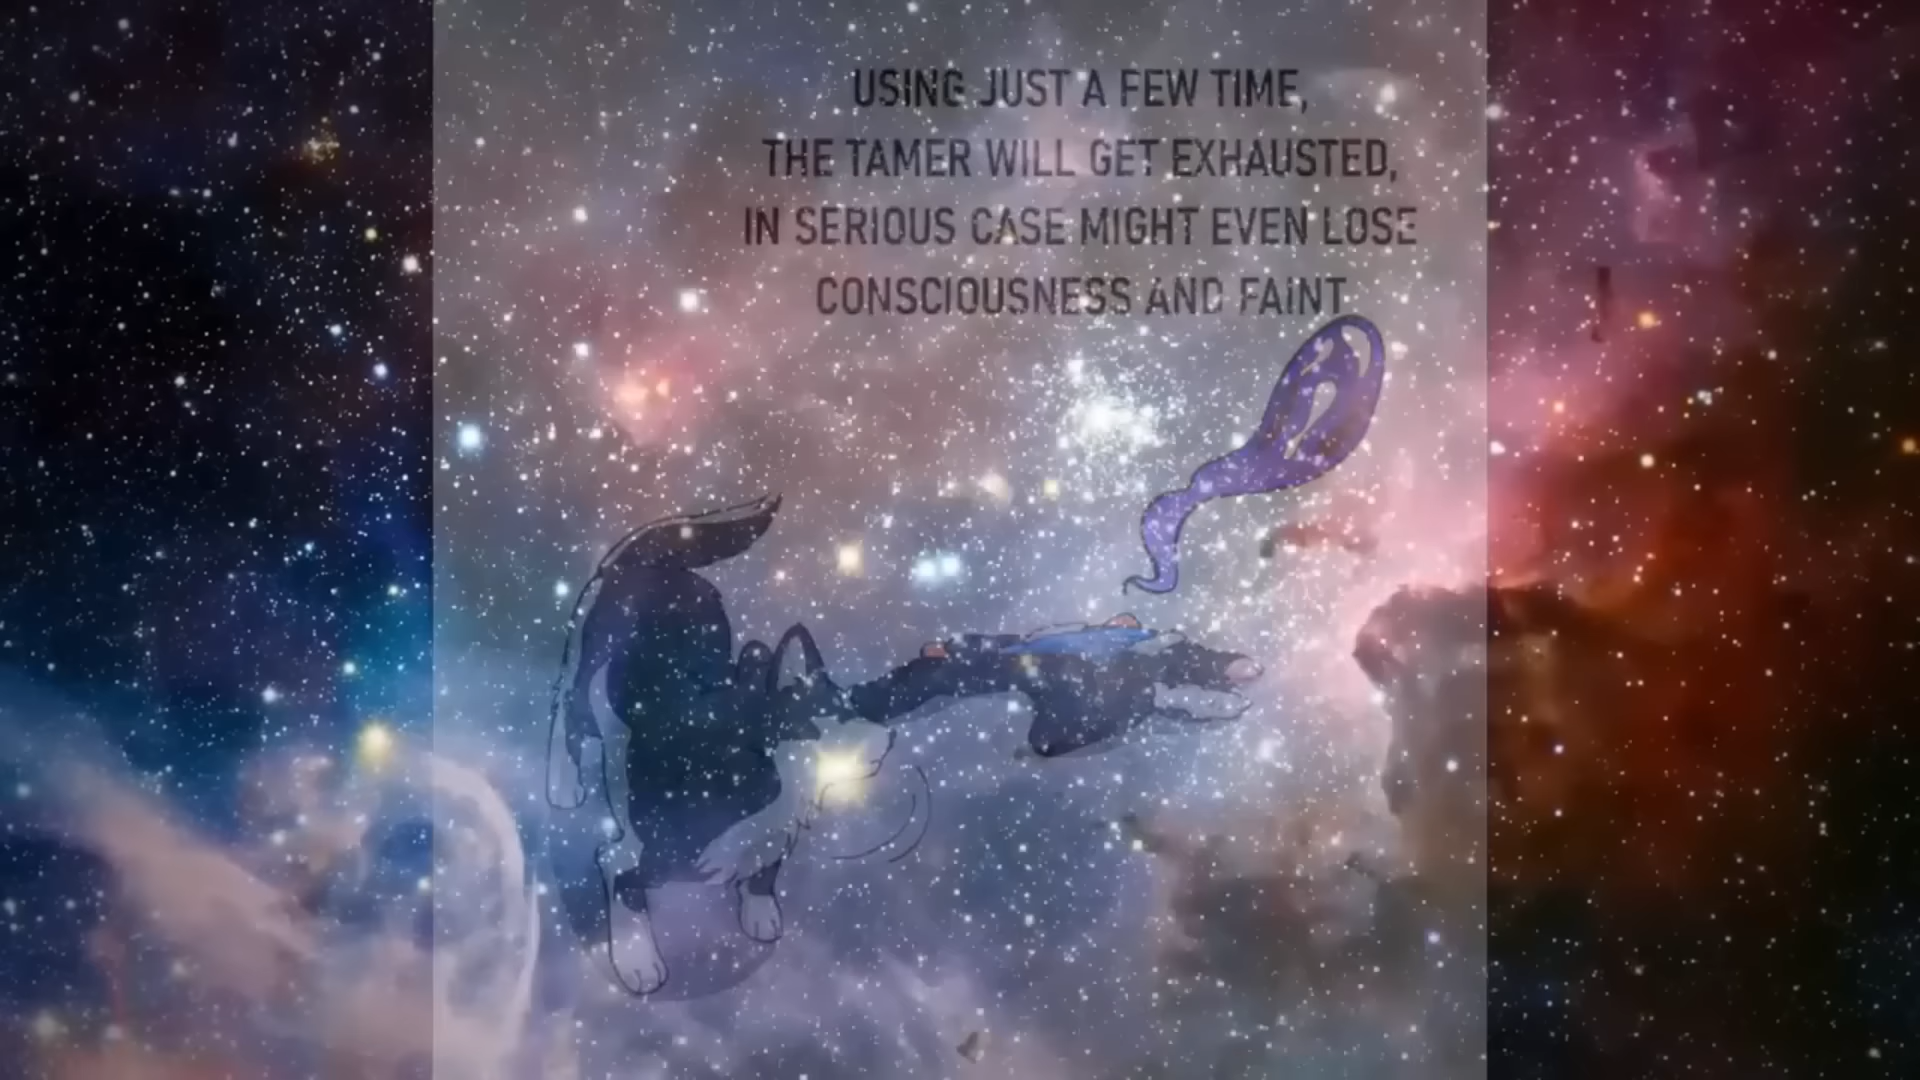 USING JUST A FEW TIME,
THE TAMER WILL GET EXHAUSTED,
IN SERIOUS CASE MIGHT EVEN LOSE
CONSCIOUSNESS AND FAINT